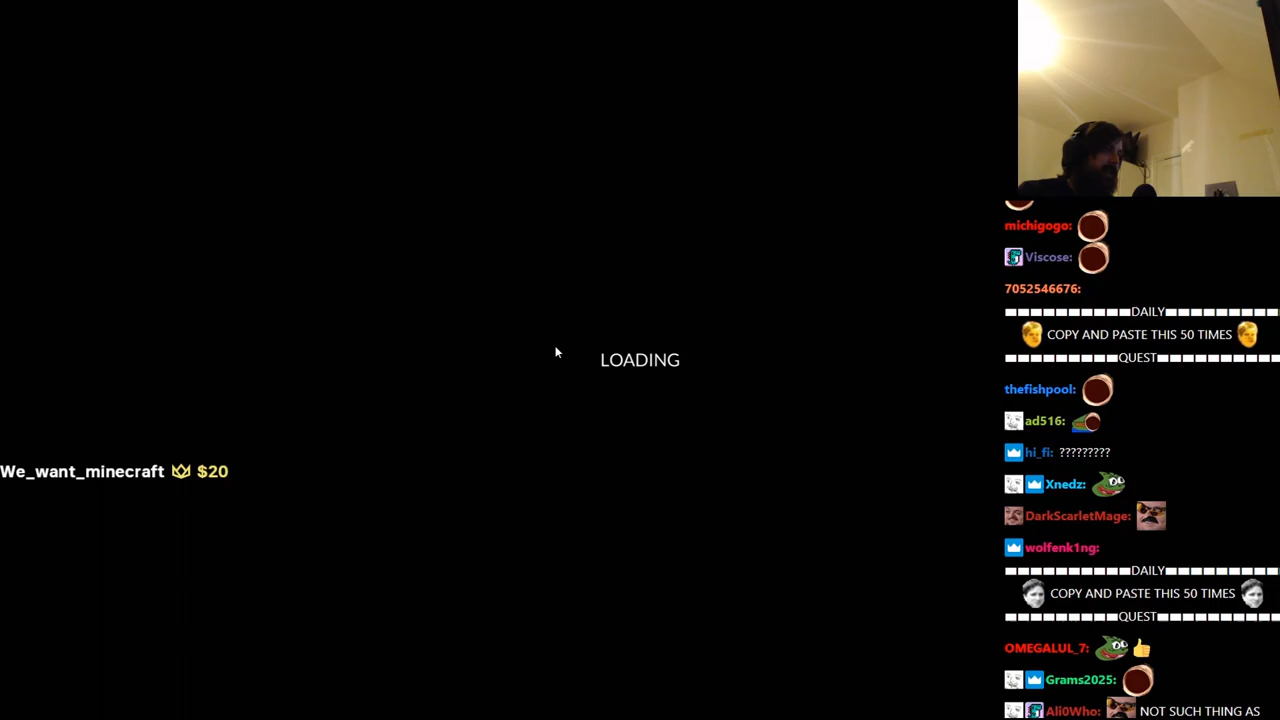 michigogo:
Viscose:
7052546676:
DAILY
COPY AND PASTE THIS 50 TIMES
QUEST
LOADING
thefishpool:
ad516:
hi_fi: ?????????
We_want_minecraft $20
Xnedz:
DarkScarletMage:
wolfenk1ng:
DAILY
COPY AND PASTE THIS 50 TIMES
QUEST
OMEGALUL_7:
Grams2025:
Ali0Who: NOT SUCH THING AS